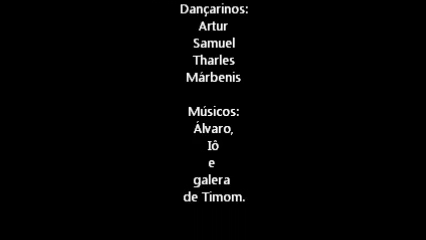 Dançarinos:
Artur
Samuel
Tharles
Márbenis
Músicos:
Álvaro,
Iô
e
galera
de Timom.